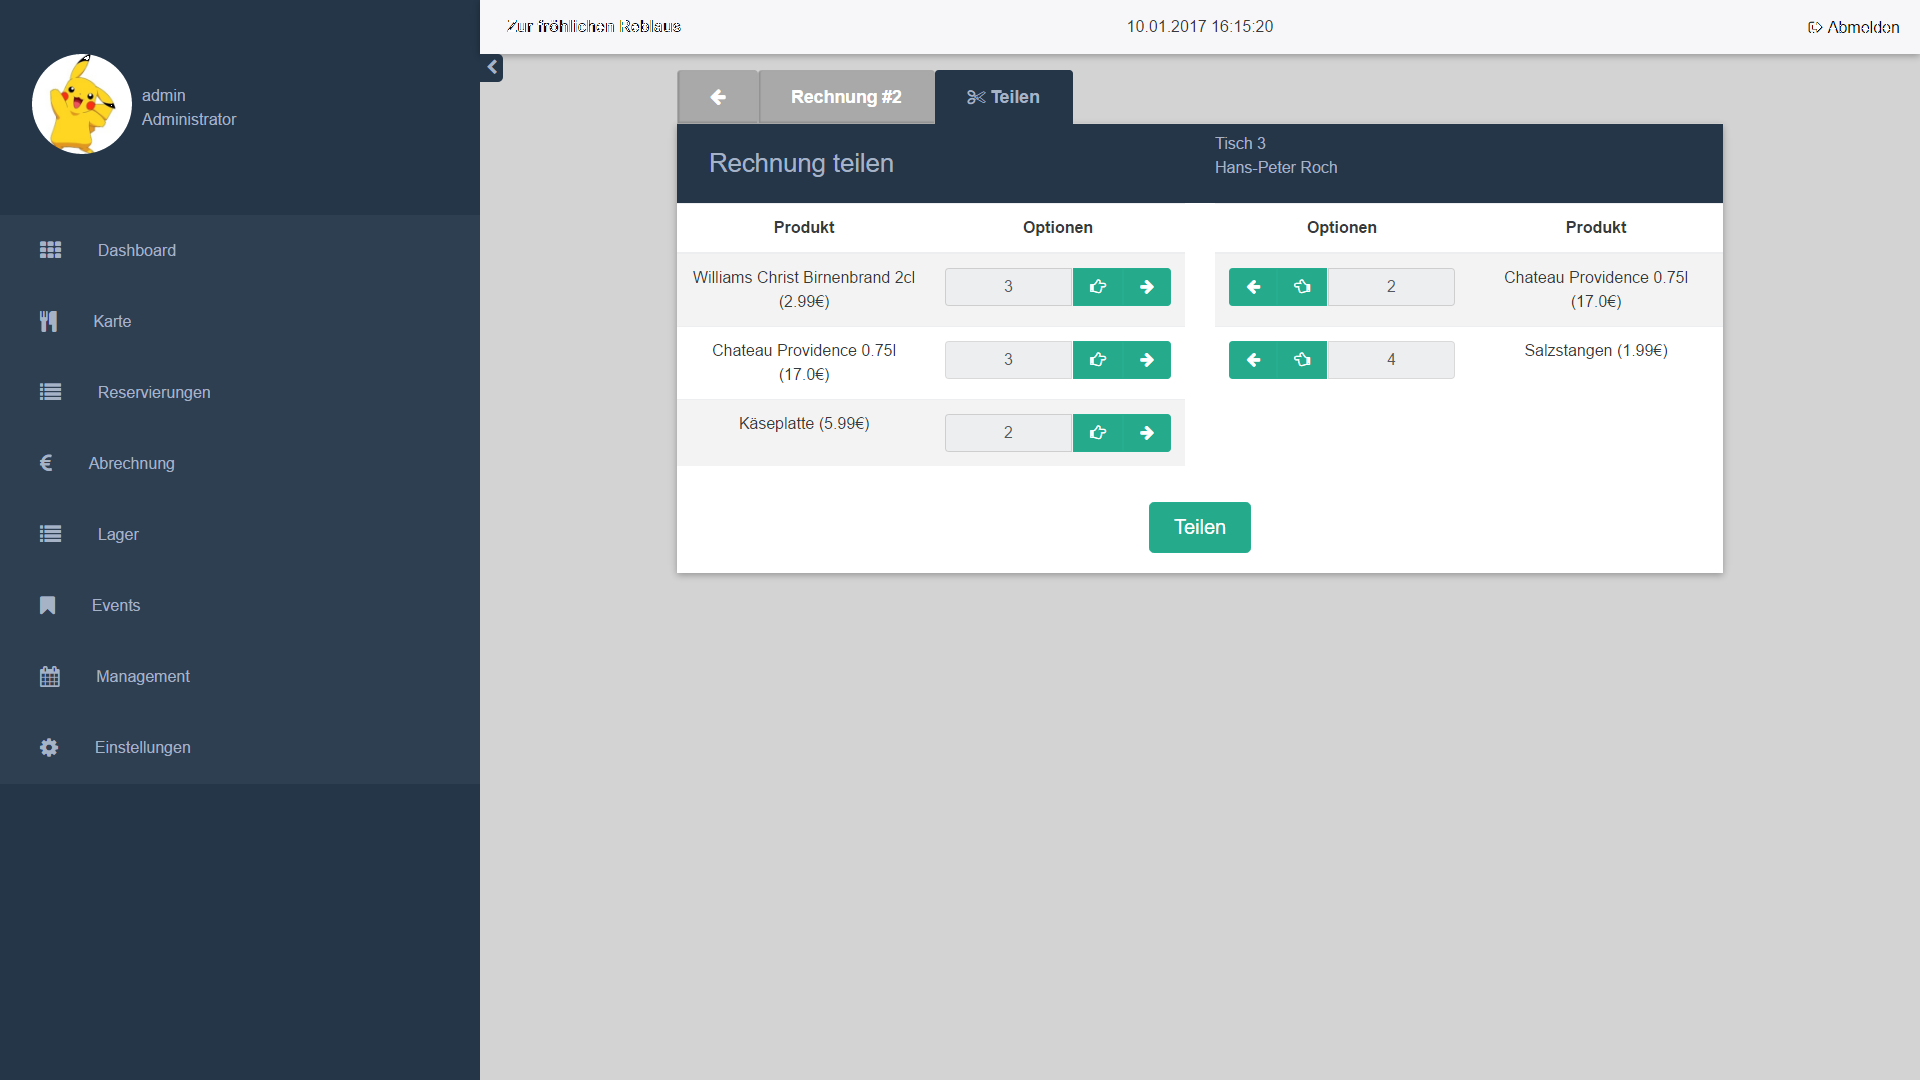 Zur fröhlichen Reblaus
10.01.2017 16:15:20
Abmelden
admin
Administrator
Dashboard
Karte
Reservierungen
€ Abrechnung
Lager
Events
Management
Einstellungen
Rechnung #2
Teilen
Rechnung teilen
Tisch 3
Hans-Peter Roch
Produkt Optionen Optionen Produkt
Williams Christ Birnenbrand 2cl
(2.99€)
3
2
Chateau Providence 0.75l
(17.0€)
Chateau Providence 0.75l
(17.0€)
3
4
Salzstangen (1.99€)
Käseplatte (5.99€)
2
Teilen